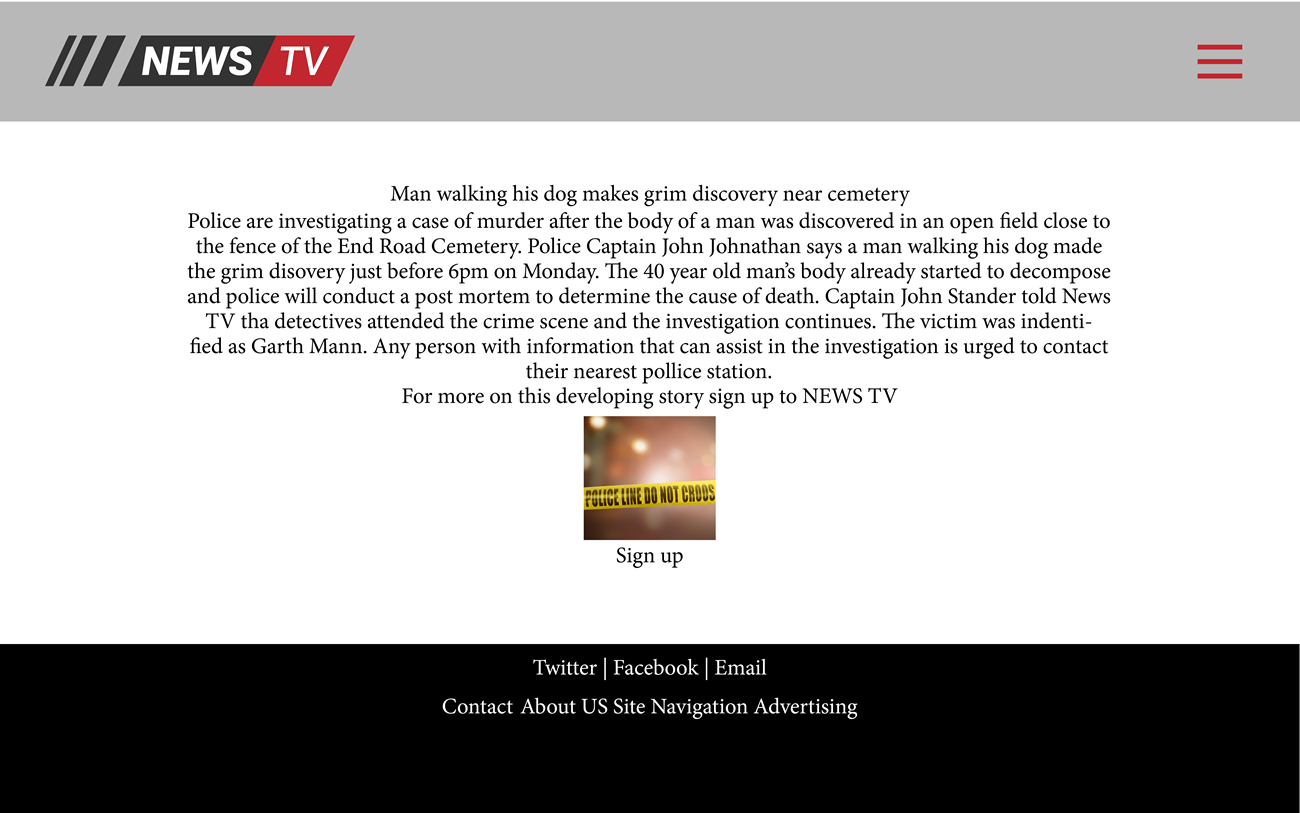 NEWS TV
Man walking his dog makes grim discovery near cemetery
Police are investigating a case of murder after the body of a man was discovered in an open field close to
the fence of the End Road Cemetery. Police Captain John Johnathan says a man walking his dog made
the grim disovery just before 6pm on Monday. The 40 year old man’s body already started to decompose
and police will conduct a post mortem to determine the cause of death. Captain John Stander told News
TV tha detectives attended the crime scene and the investigation continues. The victim was indenti-
fied as Garth Mann. Any person with information that can assist in the investigation is urged to contact
their nearest pollice station.
For more on this developing story sign up to NEWS TV
POLICE LINE DO NOT CROOS
Sign up
Twitter | Facebook | Email
Contact About US Site Navigation Advertising